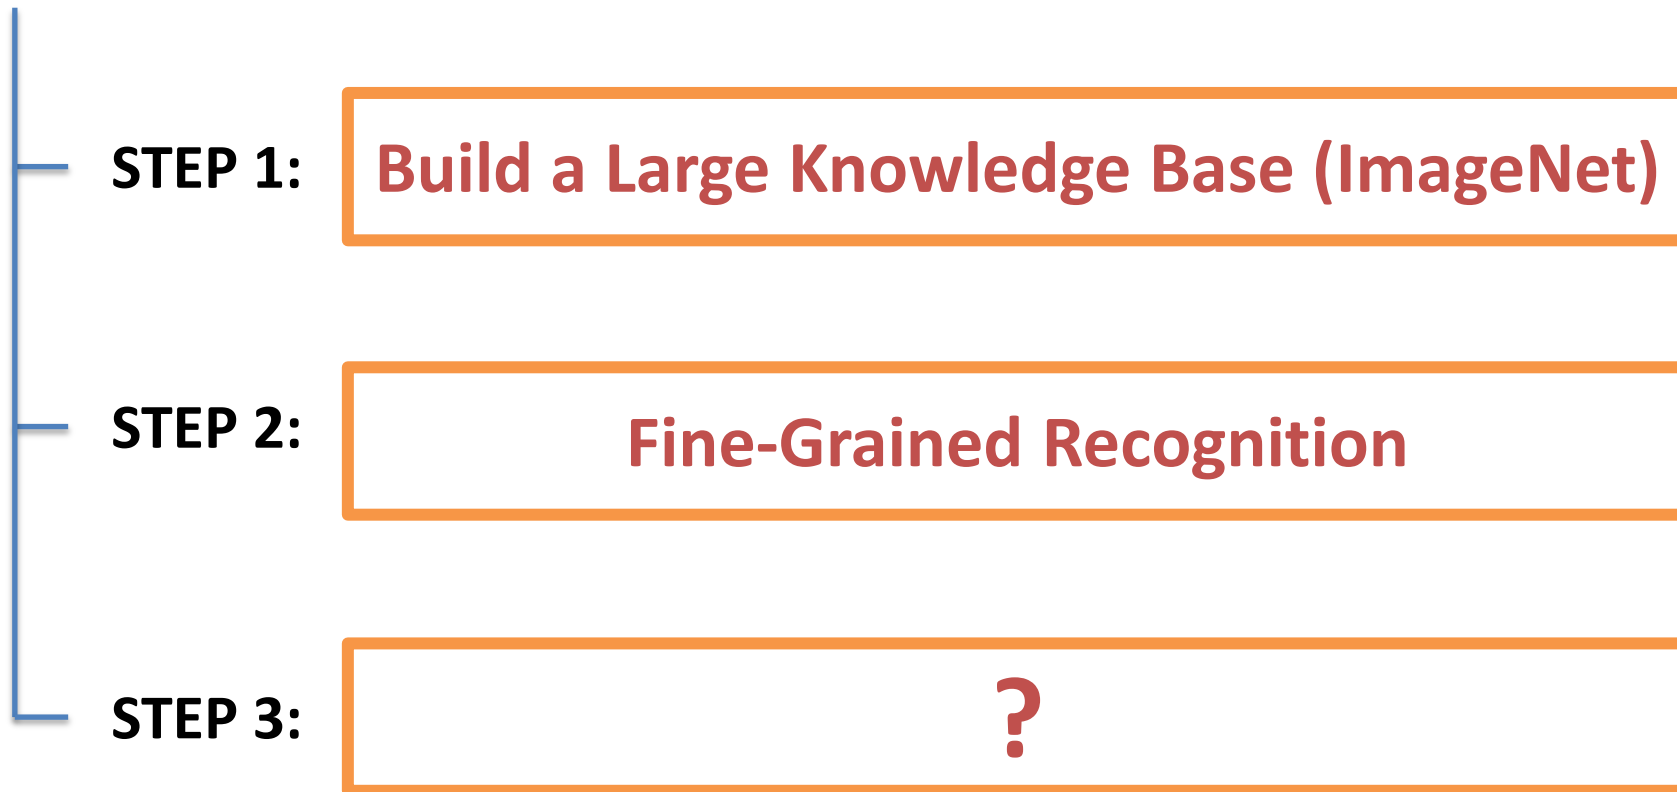 STEP 1: Build a Large Knowledge Base (ImageNet)
STEP 2: Fine-Grained Recognition
STEP 3: ?